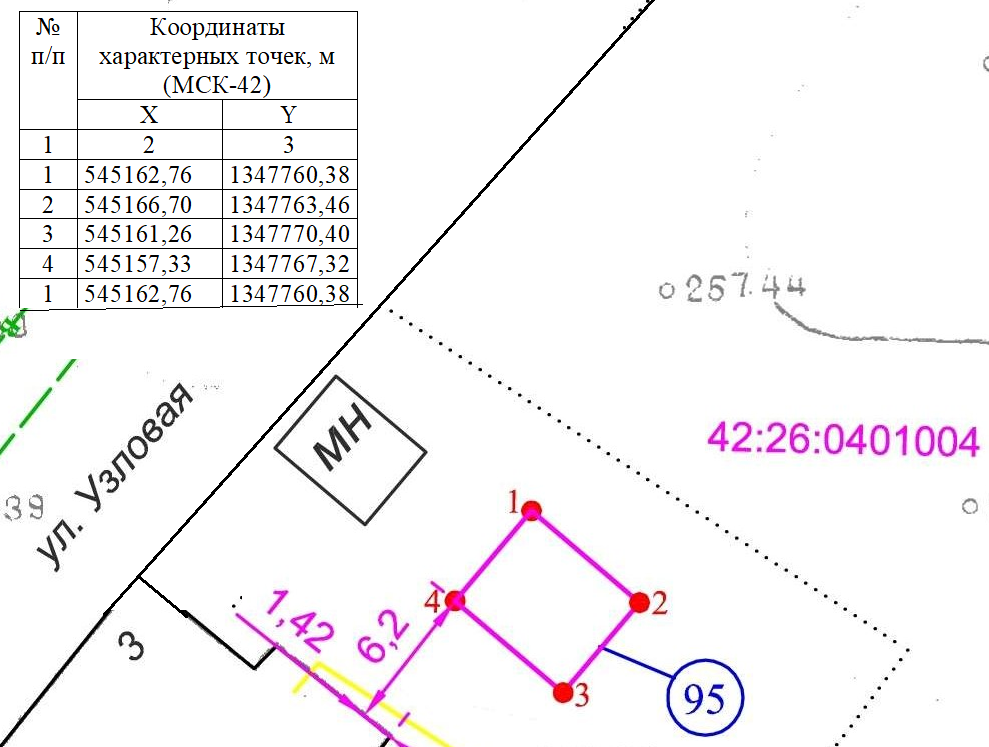 № п/п
Координаты
характерных точек, м
(МСК-42)
X Y
1 2 3
1 545162,76 1347760,38
2 545166,70 1347763,46
3 545161,26 1347770,40
4 545157,33 1347767,32
1 545162,76 1347760,38
257.44
ул. Узловая
МН
42:26:0401004
39
1
2
3
4
1,42
6,2
3
95